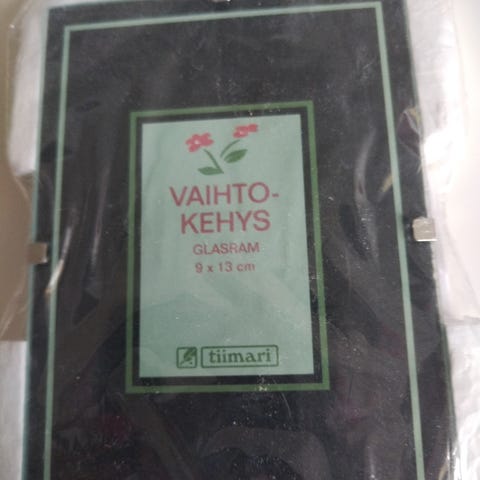 VAIHTO-
KEHYS
GLASRAM
9 x 13 cm
tiimari